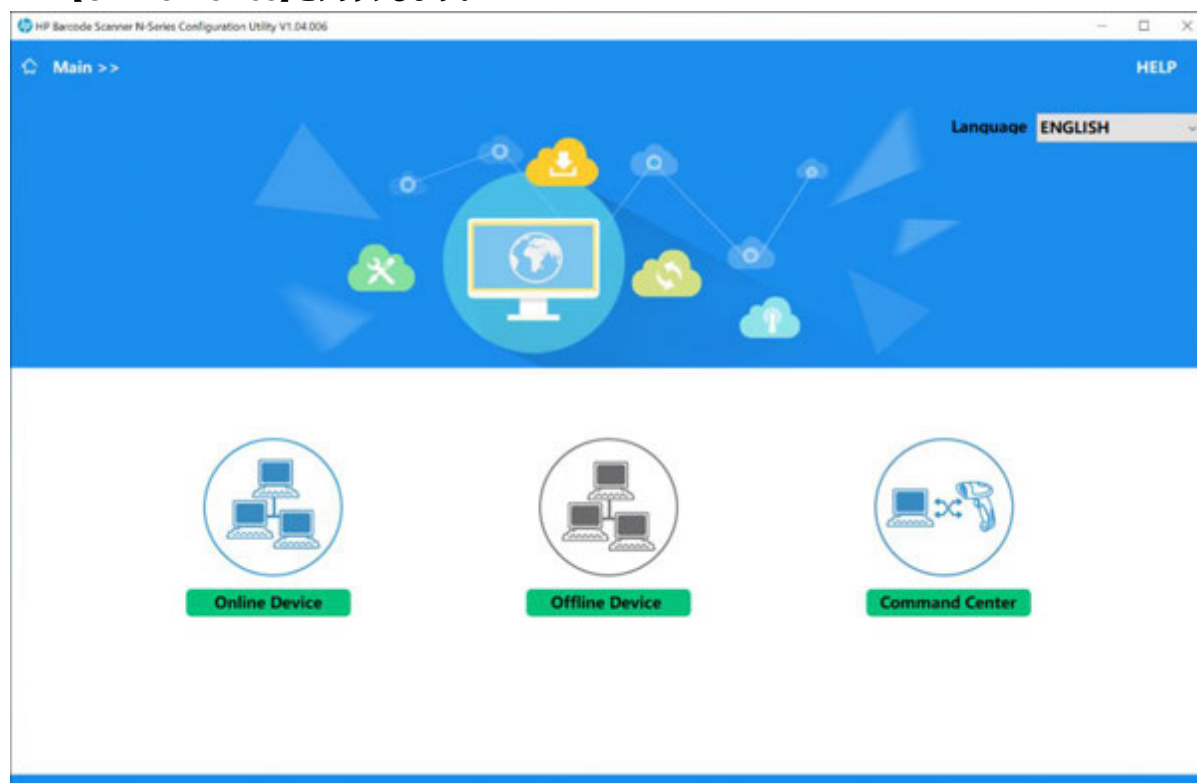 HP Barcode Scanner N-Series Configuration Utility V1.04.006
Main >>
HELP
Language ENGLISH
Online Device
Offline Device
Command Center